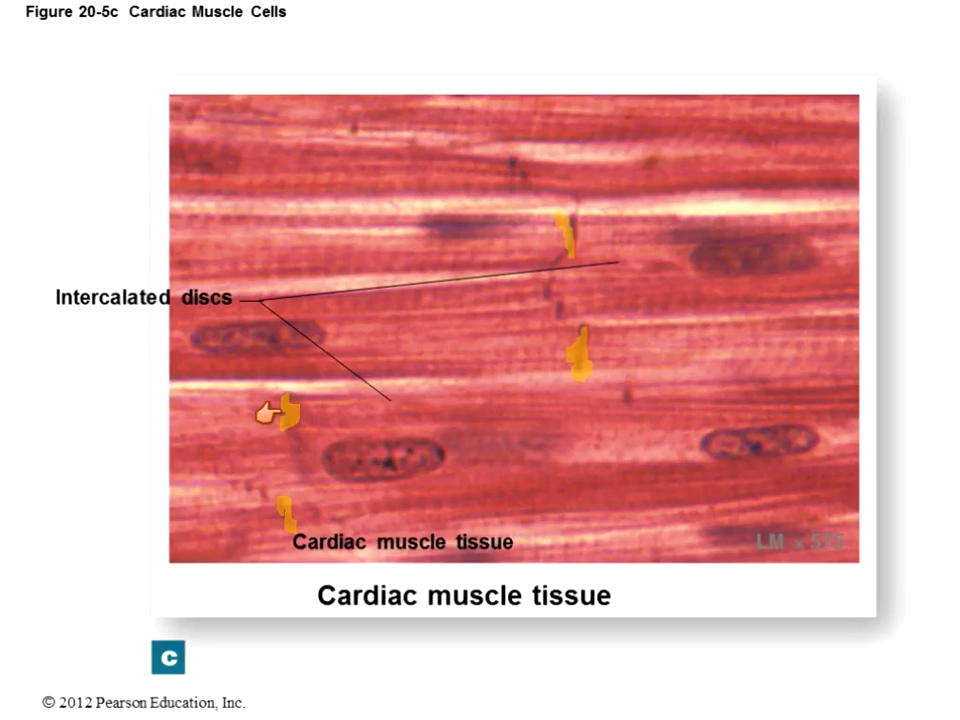 Figure 20-5c Cardiac Muscle Cells
Intercalated discs
Cardiac muscle tissue
LM × 575
Cardiac muscle tissue
c
© 2012 Pearson Education, Inc.